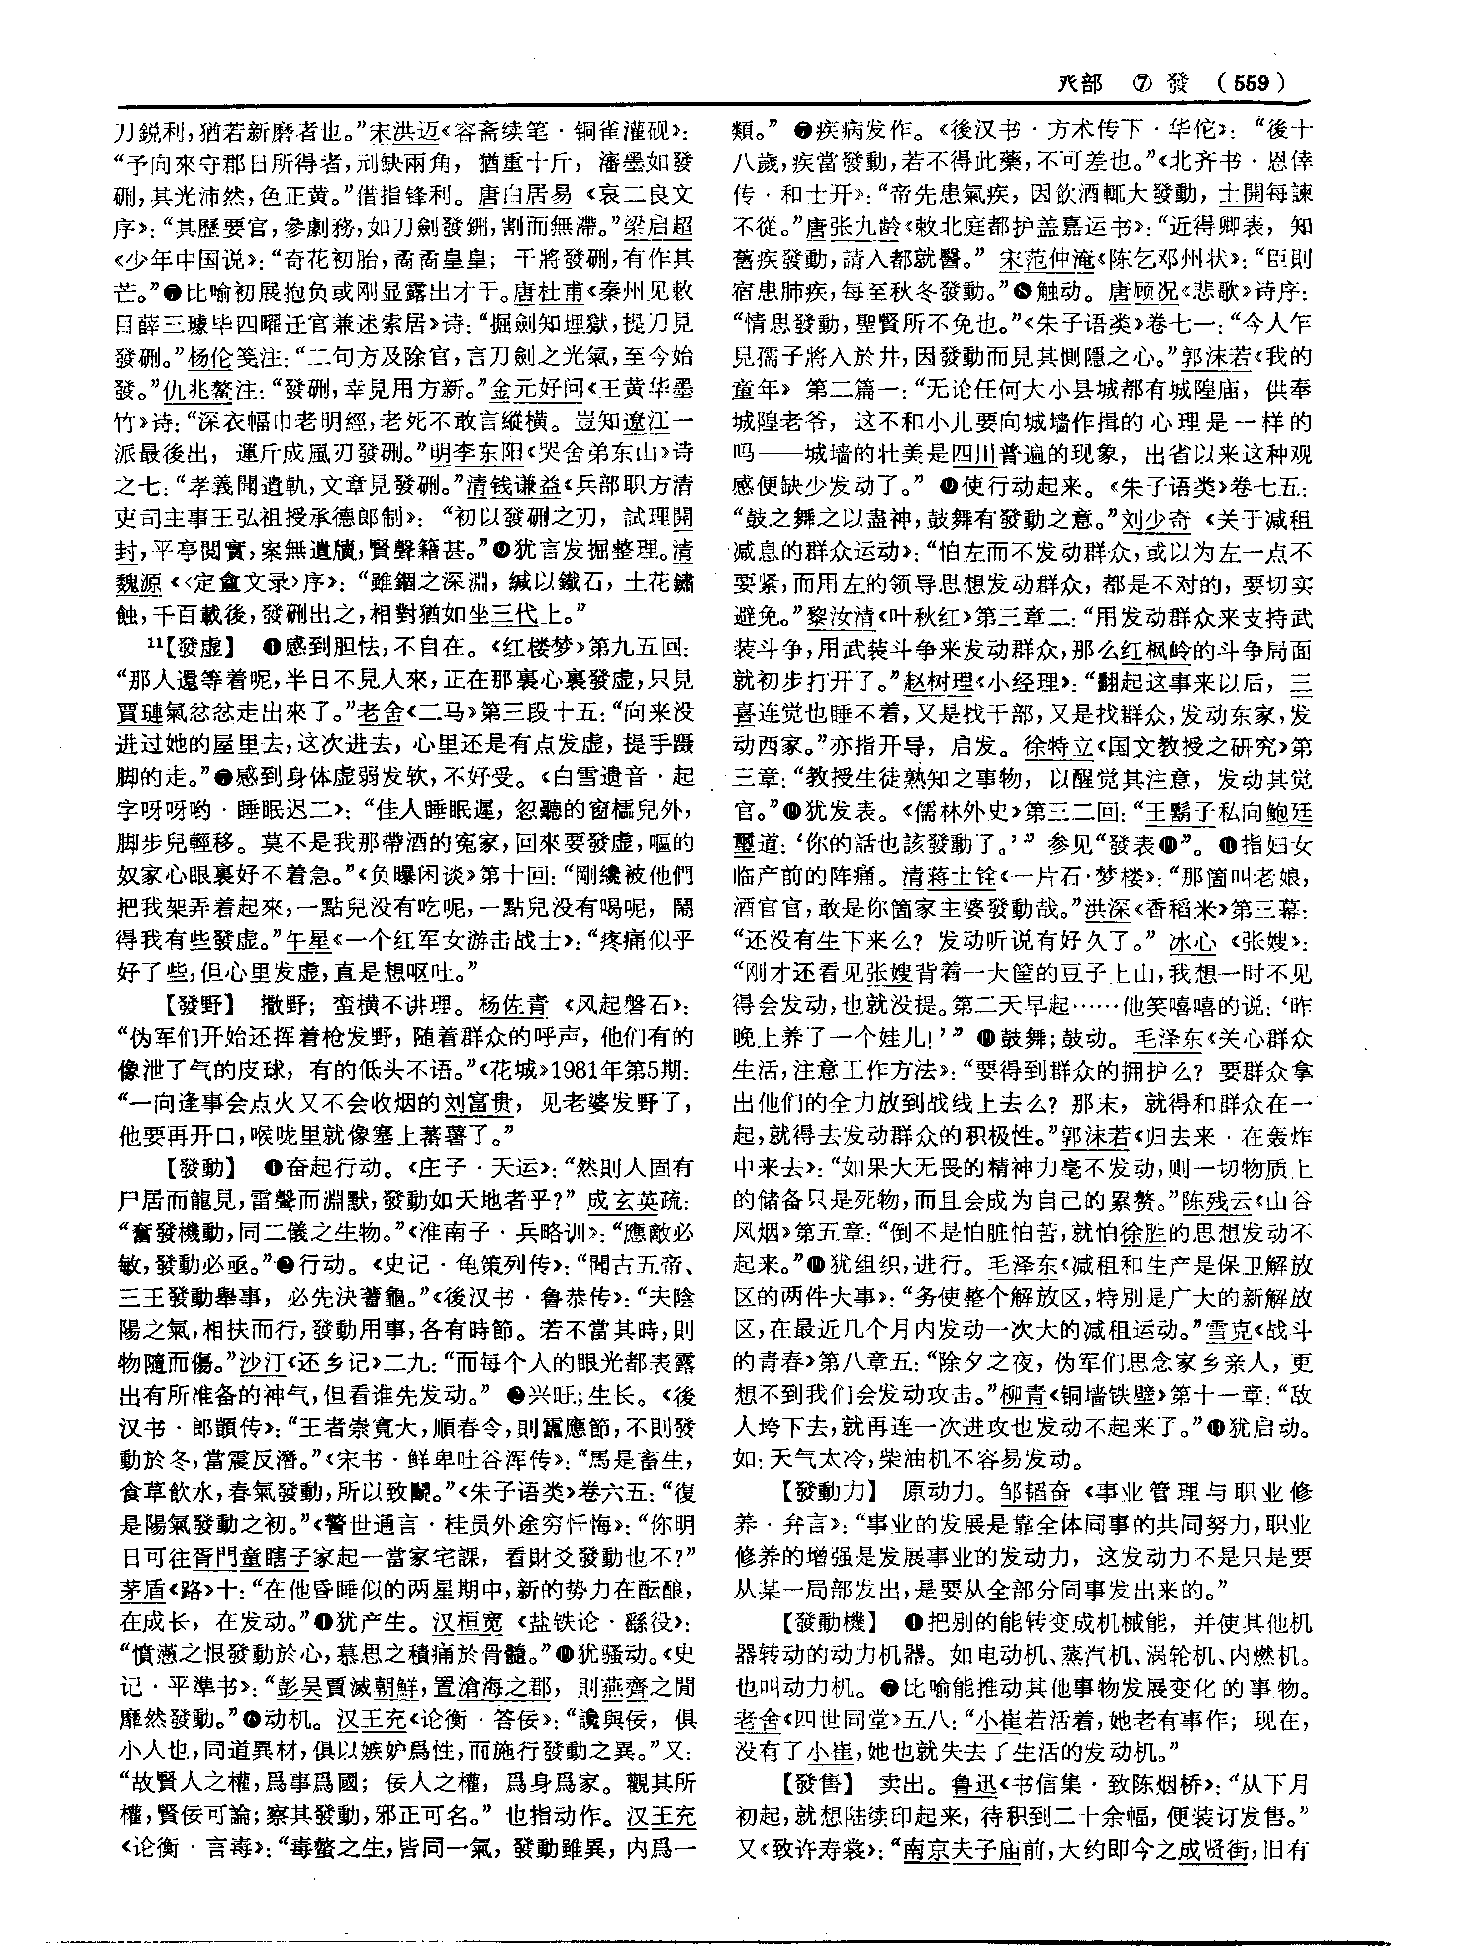 癶部 ⑦ 發 (559)
刀鋭利，猶若新磨者也。”宋洪迈《容斋续笔·铜雀灌砚》：
“予向來守郡日所得者，刓缺兩角，猶重十斤，瀋墨如發
硎，其光沛然，色正黄。”借指锋利。唐白居易《哀二良文
序》：“其歷要官，參劇務，如刀劍發鉶，割而無滯。”梁启超
《少年中国说》：“奇花初胎，矞矞皇皇；干將發硎，有作其
芒。”❷比喻初展抱负或刚显露出才干。唐杜甫《秦州见敕
目薛三璩毕四曜迁官兼述索居》诗：“掘劍知埋獄，提刀見
發硎。”杨伦笺注：“二句方及除官，言刀劍之光氣，至今始
發。”仇兆鳌注：“發硎，幸見用方新。”金元好问《王黄华墨
竹》诗：“深衣幅巾老明經，老死不敢言縱横。豈知遼江一
派最後出，運斤成風刃發硎。”明李东阳《哭舍弟东山》诗
之七：“孝義聞遺軌，文章見發硎。”清钱谦益《兵部职方清
吏司主事王弘祖授承德郎制》：“初以發硎之刃，試理開
封，平亭閲實，案無遺牘，賢聲籍甚。”❸犹言发掘整理。清
魏源《〈定盦文录〉序》：“雖錮之深淵，緘以鐵石，土花鏽
蝕，千百載後，發硎出之，相對猶如坐三代上。”
11【發虚】 ❶感到胆怯，不自在。《红楼梦》第九五回：
“那人還等着呢，半日不見人來，正在那裏心裏發虚，只見
賈璉氣忿忿走出來了。”老舍《二马》第三段十五：“向来没
进过她的屋里去，这次进去，心里还是有点发虚，提手蹑
脚的走。”❷感到身体虚弱发软，不好受。《白雪遗音·起
字呀呀哟·睡眠迟二》：“佳人睡眠遲，忽聽的窗櫺兒外，
脚步兒輕移。莫不是我那帶酒的寃家，回來要發虚，嘔的
奴家心眼裏好不着急。”《负曝闲谈》第十回：“剛纔被他們
把我架弄着起來，一點兒没有吃呢，一點兒没有喝呢，鬧
得我有些發虚。”午星《一个红军女游击战士》：“疼痛似乎
好了些，但心里发虚，直是想呕吐。”
【發野】 撒野；蛮横不讲理。杨佐青《风起磐石》：
“伪军们开始还挥着枪发野，随着群众的呼声，他们有的
像泄了气的皮球，有的低头不语。”《花城》1981年第5期：
“一向逢事会点火又不会收烟的刘富贵，见老婆发野了，
他要再开口，喉咙里就像塞上蕃薯了。”
【發動】 ❶奋起行动。《庄子·天运》：“然則人固有
尸居而龍見，雷聲而淵默，發動如天地者乎？”成玄英疏：
“奮發機動，同二儀之生物。”《淮南子·兵略训》：“應敵必
敏，發動必亟。”❷行动。《史记·龟策列传》：“聞古五帝、
三王發動舉事，必先決蓍龜。”《後汉书·鲁恭传》：“夫陰
陽之氣，相扶而行，發動用事，各有時節。若不當其時，則
物隨而傷。”沙汀《还乡记》二九：“而每个人的眼光都表露
出有所准备的神气，但看谁先发动。”❸兴旺；生长。《後
汉书·郎顗传》：“王者崇寬大，順春令，則靁應節，不則發
動於冬，當震反潛。”《宋书·鲜卑吐谷浑传》：“馬是畜生，
食草飲水，春氣發動，所以致鬭。”《朱子语类》卷六五：“復
是陽氣發動之初。”《警世通言·桂员外途穷忏悔》：“你明
日可往胥門童瞎子家起一當家宅課，看財爻發動也不？”
茅盾《路》十：“在他昏睡似的两星期中，新的势力在酝酿，
在成长，在发动。”❹犹产生。汉桓宽《盐铁论·繇役》：
“憤懣之恨發動於心，慕思之積痛於骨髓。”❺犹骚动。《史
记·平準书》：“彭吴賈滅朝鮮，置滄海之郡，則燕齊之間
靡然發動。”❻动机。汉王充《论衡·答佞》：“讒與佞，俱
小人也，同道異材，俱以嫉妒爲性，而施行發動之異。”又：
“故賢人之權，爲事爲國；佞人之權，爲身爲家。觀其所
權，賢佞可論；察其發動，邪正可名。”也指动作。汉王充
《论衡·言毒》：“毒螫之生，皆同一氣，發動雖異，内爲一
類。”❼疾病发作。《後汉书·方术传下·华佗》：“後十
八歲，疾當發動，若不得此藥，不可差也。”《北齐书·恩倖
传·和士开》：“帝先患氣疾，因飲酒輒大發動，士開每諫
不從。”唐张九龄《敕北庭都护盖嘉运书》：“近得卿表，知
舊疾發動，請入都就醫。”宋范仲淹《陈乞邓州状》：“臣則
宿患肺疾，每至秋冬發動。”❽触动。唐顾况《悲歌》诗序：
“情思發動，聖賢所不免也。”《朱子语类》卷七一：“今人乍
見孺子將入於井，因發動而見其惻隱之心。”郭沫若《我的
童年》第二篇一：“无论任何大小县城都有城隍庙，供奉
城隍老爷，这不和小儿要向城墙作揖的心理是一样的
吗——城墙的壮美是四川普遍的现象，出省以来这种观
感便缺少发动了。”❾使行动起来。《朱子语类》卷七五：
“鼓之舞之以盡神，鼓舞有發動之意。”刘少奇《关于减租
减息的群众运动》：“怕左而不发动群众，或以为左一点不
要紧，而用左的领导思想发动群众，都是不对的，要切实
避免。”黎汝清《叶秋红》第三章二：“用发动群众来支持武
装斗争，用武装斗争来发动群众，那么红枫岭的斗争局面
就初步打开了。”赵树理《小经理》：“翻起这事来以后，三
喜连觉也睡不着，又是找干部，又是找群众，发动东家，发
动西家。”亦指开导，启发。徐特立《国文教授之研究》第
三章：“教授生徒熟知之事物，以醒觉其注意，发动其觉
官。”❿犹发表。《儒林外史》第三二回：“王鬍子私向鮑廷
璽道：‘你的話也該發動了。’”参见“發表❿”。⓫指妇女
临产前的阵痛。清蒋士铨《一片石·梦楼》：“那箇叫老娘，
酒官官，敢是你箇家主婆發動哉。”洪深《香稻米》第三幕：
“还没有生下来么？发动听说有好久了。”冰心《张嫂》：
“刚才还看见张嫂背着一大筐的豆子上山，我想一时不见
得会发动，也就没提。第二天早起……他笑嘻嘻的说：‘昨
晚上养了一个娃儿！’”⓬鼓舞；鼓动。毛泽东《关心群众
生活，注意工作方法》：“要得到群众的拥护么？要群众拿
出他们的全力放到战线上去么？那末，就得和群众在一
起，就得去发动群众的积极性。”郭沫若《归去来·在轰炸
中来去》：“如果大无畏的精神力毫不发动，则一切物质上
的储备只是死物，而且会成为自己的累赘。”陈残云《山谷
风烟》第五章：“倒不是怕脏怕苦，就怕徐胜的思想发动不
起来。”⓭犹组织，进行。毛泽东《减租和生产是保卫解放
区的两件大事》：“务使整个解放区，特别是广大的新解放
区，在最近几个月内发动一次大的减租运动。”雪克《战斗
的青春》第八章五：“除夕之夜，伪军们思念家乡亲人，更
想不到我们会发动攻击。”柳青《铜墙铁壁》第十一章：“敌
人垮下去，就再连一次进攻也发动不起来了。”⓮犹启动。
如：天气太冷，柴油机不容易发动。
【發動力】 原动力。邹韬奋《事业管理与职业修
养·弁言》：“事业的发展是靠全体同事的共同努力，职业
修养的增强是发展事业的发动力，这发动力不是只是要
从某一局部发出，是要从全部分同事发出来的。”
【發動機】 ❶把别的能转变成机械能，并使其他机
器转动的动力机器。如电动机、蒸汽机、涡轮机、内燃机。
也叫动力机。❷比喻能推动其他事物发展变化的事物。
老舍《四世同堂》五八：“小崔若活着，她老有事作；现在，
没有了小崔，她也就失去了生活的发动机。”
【發售】 卖出。鲁迅《书信集·致陈烟桥》：“从下月
初起，就想陆续印起来，待积到二十余幅，便装订发售。”
又《致许寿裳》：“南京夫子庙前，大约即今之成贤街，旧有